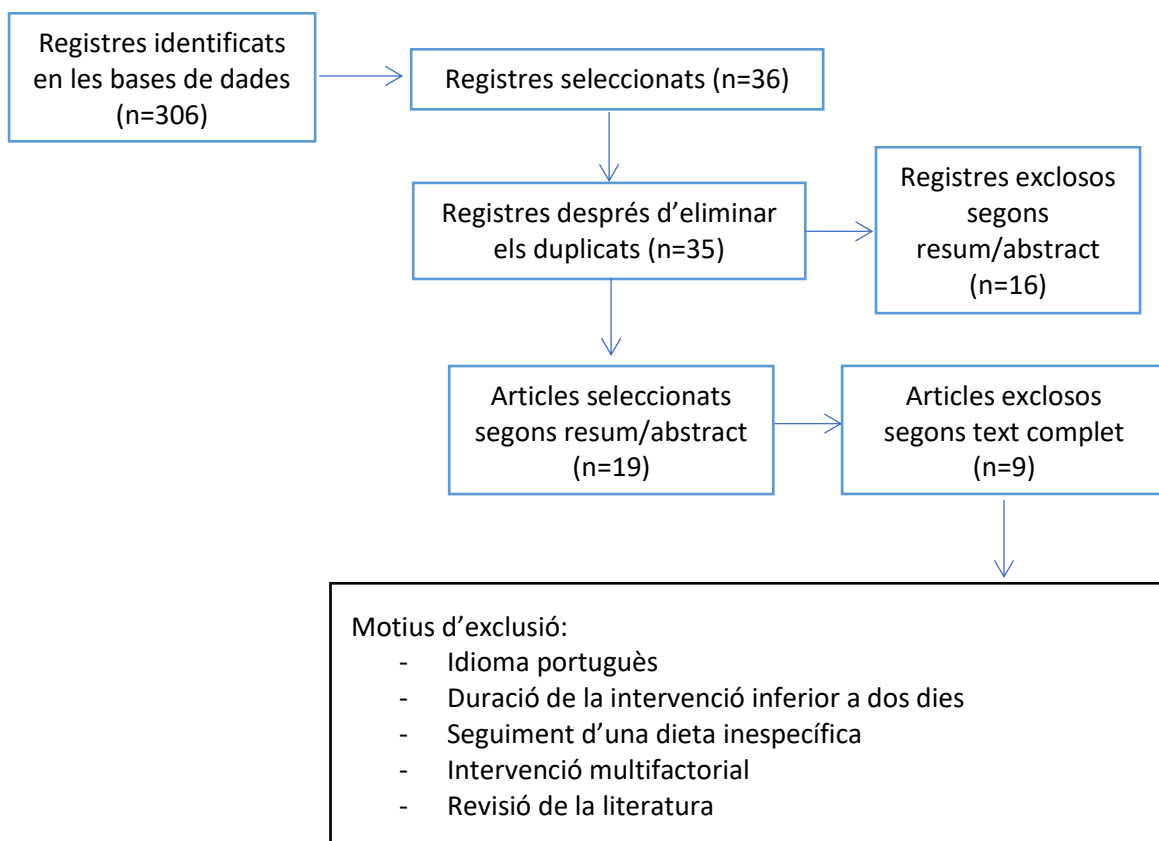 Registres identificats
en les bases de dades
(n=306)
Registres seleccionats (n=36)
Registres després d’eliminar
els duplicats (n=35)
Registres exclosos
segons
resum/abstract
(n=16)
Articles seleccionats
segons resum/abstract
(n=19)
Articles exclosos
segons text complet
(n=9)
Motius d’exclusió:
- Idioma portuguès
- Duració de la intervenció inferior a dos dies
- Seguiment d’una dieta inespecífica
- Intervenció multifactorial
- Revisió de la literatura